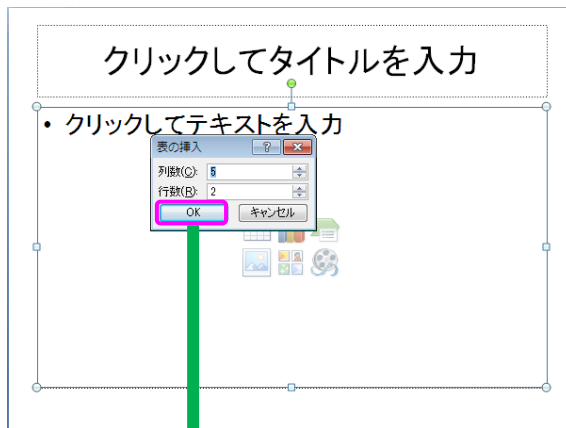 クリックしてタイトルを入力
• クリックしてテキストを入力
表の挿入
列数(C): 5
行数(R): 2
OK キャンセル